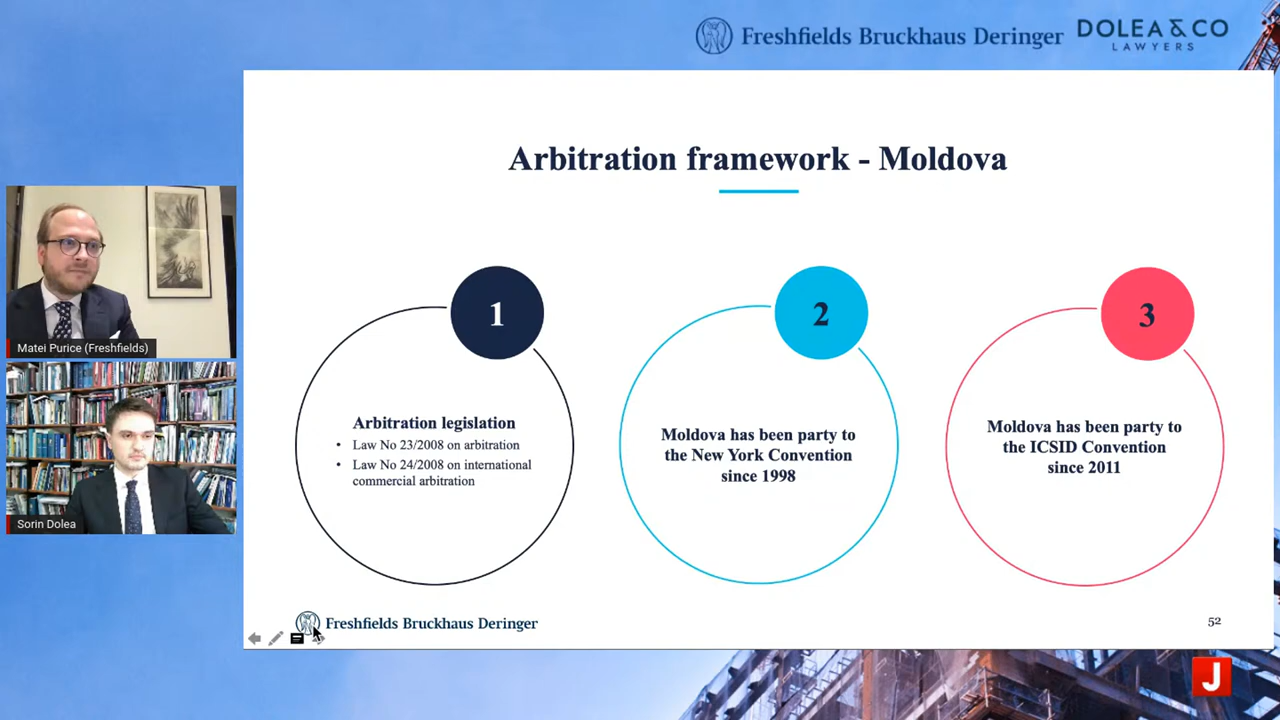 Freshfields Bruckhaus Deringer
DOLEA & CO
LAWYERS
Arbitration framework - Moldova
Matei Purice (Freshfields)
Sorin Dolea
1
Arbitration legislation
• Law No 23/2008 on arbitration
• Law No 24/2008 on international
commercial arbitration
2
Moldova has been party to
the New York Convention
since 1998
3
Moldova has been party to
the ICSID Convention
since 2011
Freshfields Bruckhaus Deringer
52
J